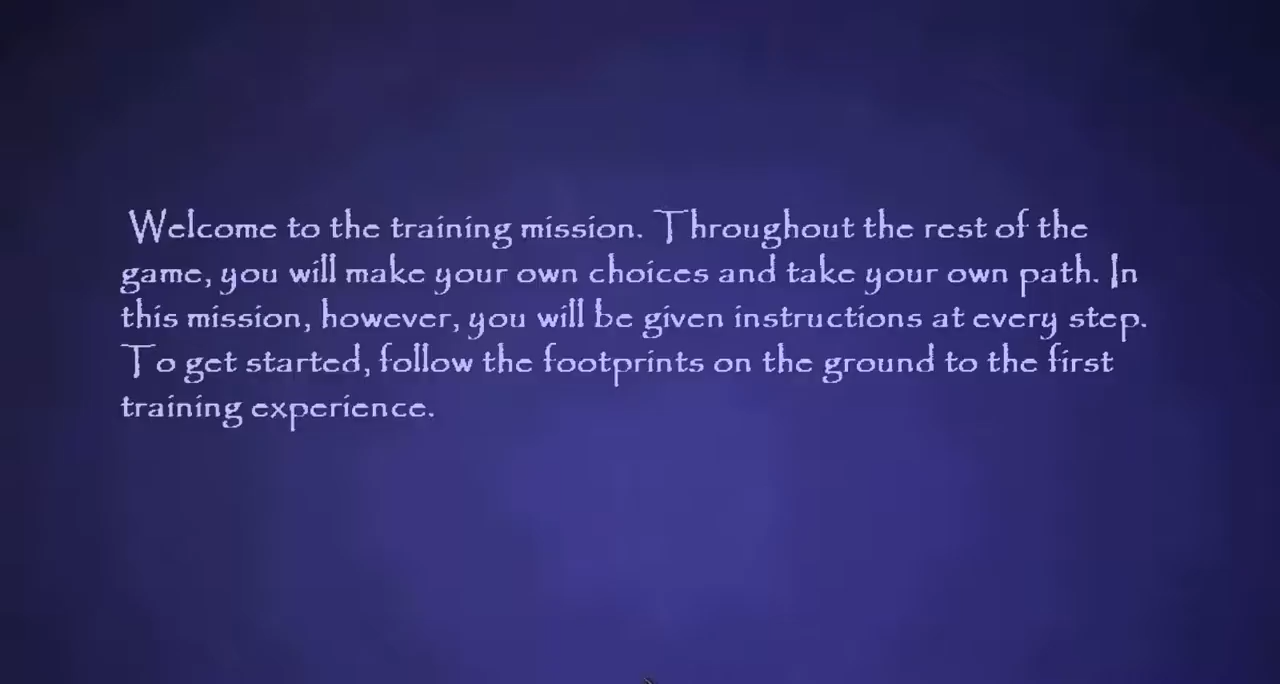 Welcome to the training mission. Throughout the rest of the
game, you will make your own choices and take your own path. In
this mission, however, you will be given instructions at every step.
To get started, follow the footprints on the ground to the first
training experience.